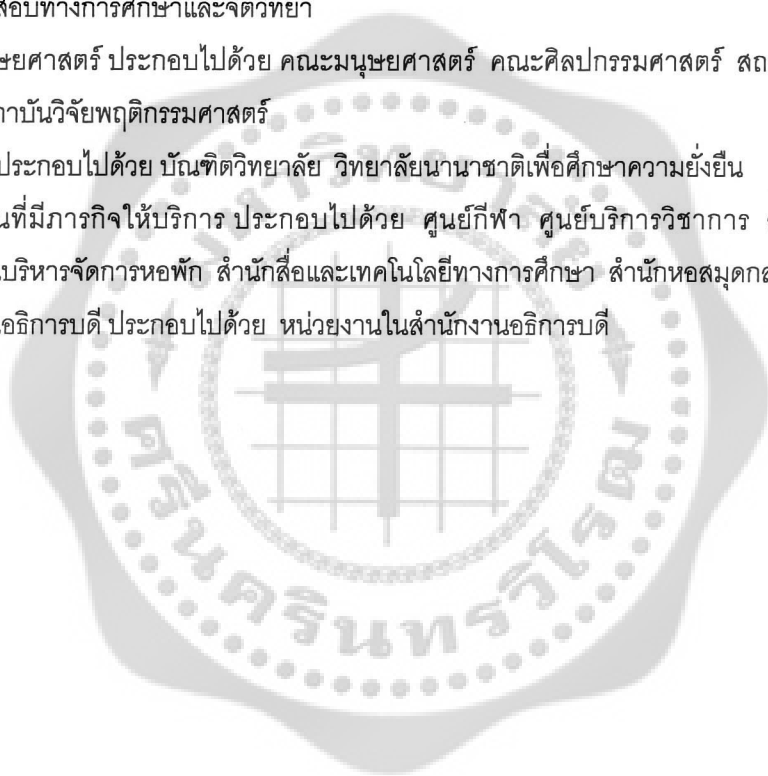 สอบทางการศึกษาและจิตวิทยา
ษยศาสตร์ ประกอบไปด้วย คณะมนุษยศาสตร์ คณะศิลปกรรมศาสตร์ สถ
าบันวิจัยพฤติกรรมศาสตร์
ประกอบไปด้วย บัณฑิตวิทยาลัย วิทยาลัยนานาชาติเพื่อศึกษาความยั่งยืน
นที่มีภารกิจให้บริการ ประกอบไปด้วย ศูนย์กีฬา ศูนย์บริการวิชาการ
บริหารจัดการหอพัก สำนักสื่อและเทคโนโลยีทางการศึกษา สำนักหอสมุดกล
อธิการบดี ประกอบไปด้วย หน่วยงานในสำนักงานอธิการบดี
มหาวิทยาลัย
ศรีนครินทรวิโรฒ